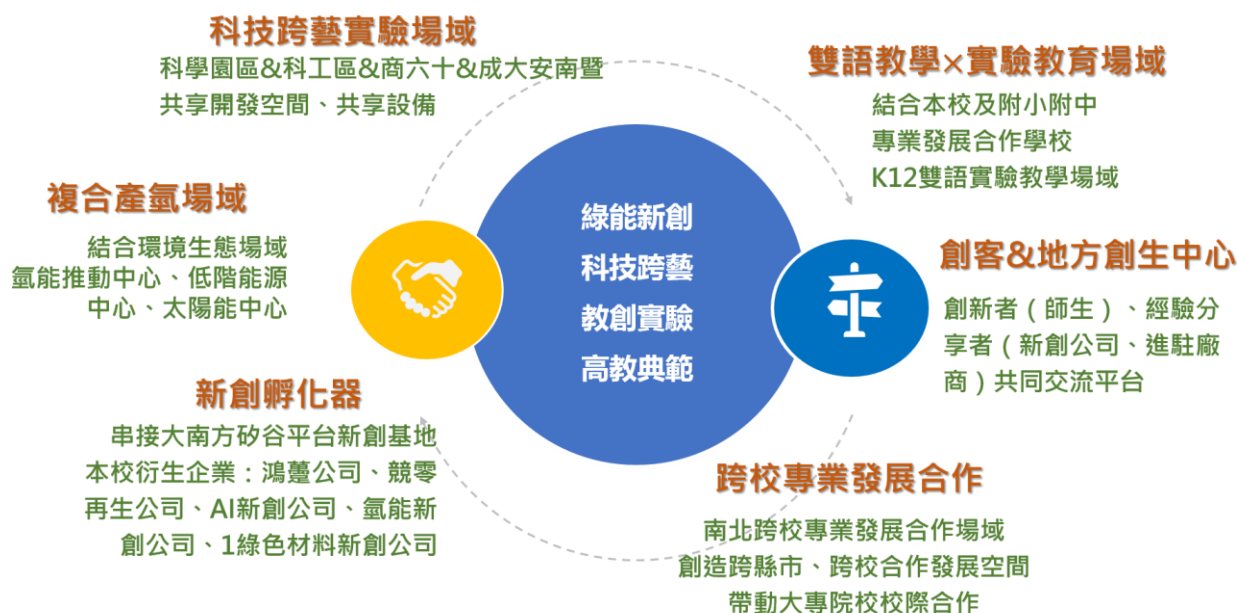 科技跨藝實驗場域
科學園區&科工區&商六十&成大安南暨
共享開發空間、共享設備
雙語教學×實驗教育場域
結合本校及附小附中
專業發展合作學校
K12雙語實驗教學場域
複合產氫場域
結合環境生態場域
氫能推動中心、低階能源
中心、太陽能中心
綠能新創
科技跨藝
教創實驗
高教典範
創客&地方創生中心
創新者（師生）、經驗分
享者（新創公司、進駐廠
商）共同交流平台
新創孵化器
串接大南方矽谷平台新創基地
本校衍生企業：鴻躉公司、競零
再生公司、AI新創公司、氫能新
創公司、1綠色材料新創公司
跨校專業發展合作
南北跨校專業發展合作場域
創造跨縣市、跨校合作發展空間
帶動大專院校校際合作